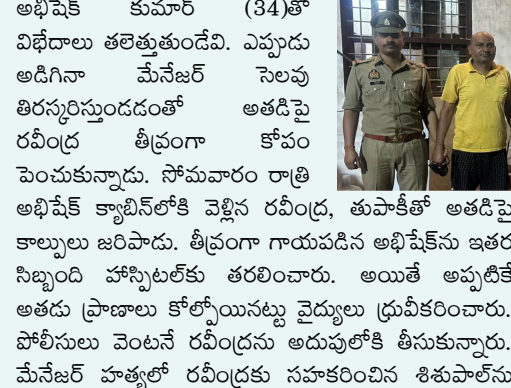 అభిషేక్ కుమార్ (34)తో
విభేదాలు తలెత్తుతుండేవి. ఎప్పుడు
అడిగినా మేనేజర్ సెలవు
తిరస్కరిస్తుండడంతో అతడిపై
రవీంద్ర తీవ్రంగా కోపం
పెంచుకున్నాడు. సోమవారం రాత్రి
అభిషేక్ క్యాబిన్‌లోకి వెళ్లిన రవీంద్ర, తుపాకీతో అతడిపై
కాల్పులు జరిపాడు. తీవ్రంగా గాయపడిన అభిషేక్‌ను ఇతర
సిబ్బంది హాస్పిటల్‌కు తరలించారు. అయితే అప్పటికే
అతడు ప్రాణాలు కోల్పోయినట్టు వైద్యులు ధ్రువీకరించారు.
పోలీసులు వెంటనే రవీంద్రను అదుపులోకి తీసుకున్నారు.
మేనేజర్ హత్యలో రవీంద్రకు సహకరించిన శిశుపాల్‌ను